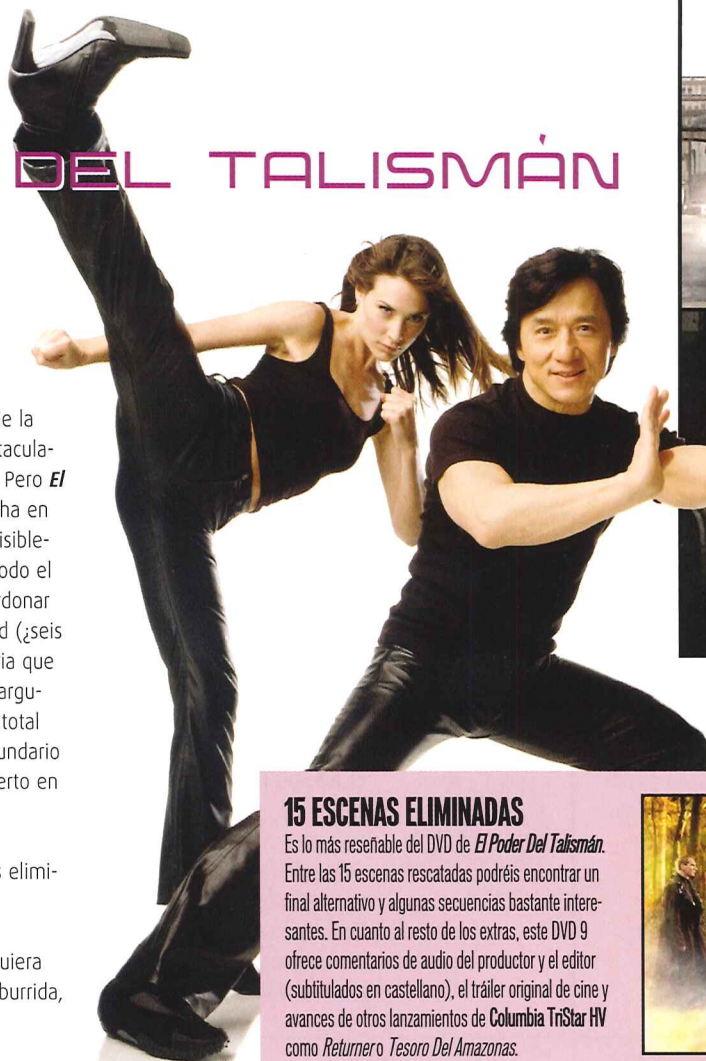 DEL TALISMÁN
e la
tacula-
Pero El
ha en
isible-
odo el
donar
d (¿seis
ia que
argu-
total
undario
erto en
s elimi-
uiera
burrida,
15 ESCENAS ELIMINADAS
Es lo más reseñable del DVD de El Poder Del Talismán.
Entre las 15 escenas rescatadas podréis encontrar un
final alternativo y algunas secuencias bastante intere-
santes. En cuanto al resto de los extras, este DVD 9
ofrece comentarios de audio del productor y el editor
(subtitulados en castellano), el tráiler original de cine y
avances de otros lanzamientos de Columbia TriStar HV
como Returner o Tesoro Del Amazonas.